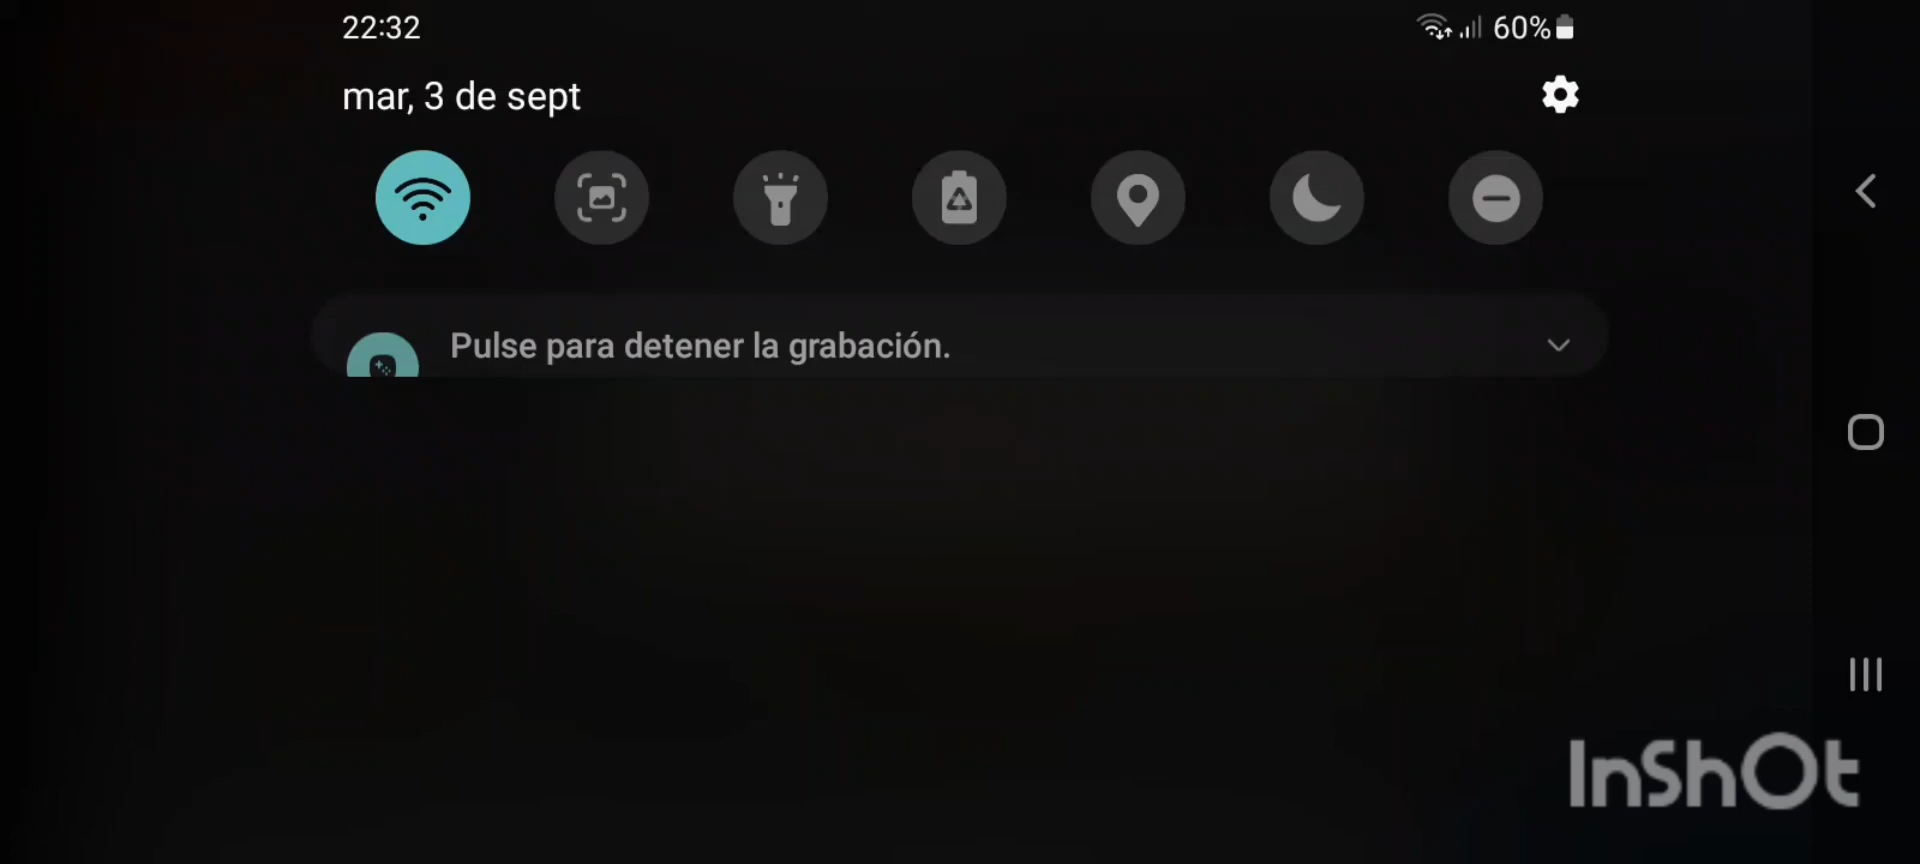 22:32
60%
mar, 3 de sept
Pulse para detener la grabación.
InShOt